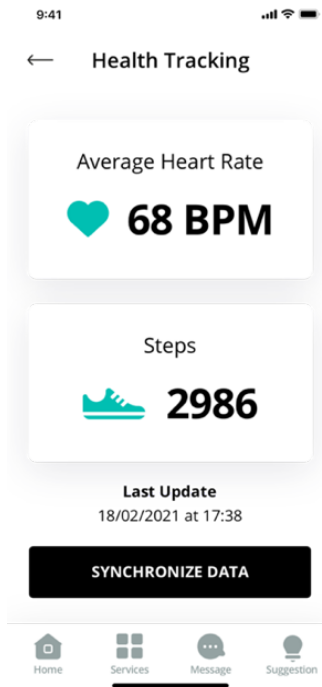 9:41
Health Tracking
Average Heart Rate
68 BPM
Steps
2986
Last Update
18/02/2021 at 17:38
SYNCHRONIZE DATA
Home Services Message Suggestion